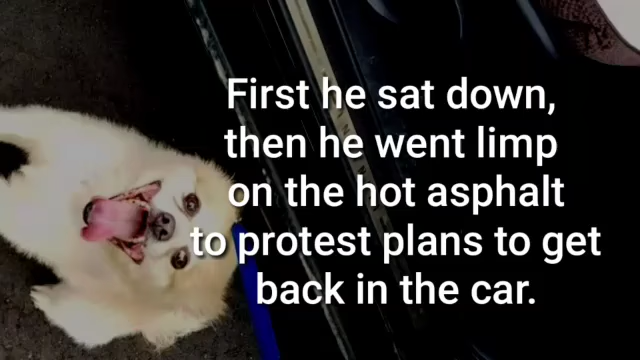 First he sat down,
then he went limp
on the hot asphalt
to protest plans to get
back in the car.